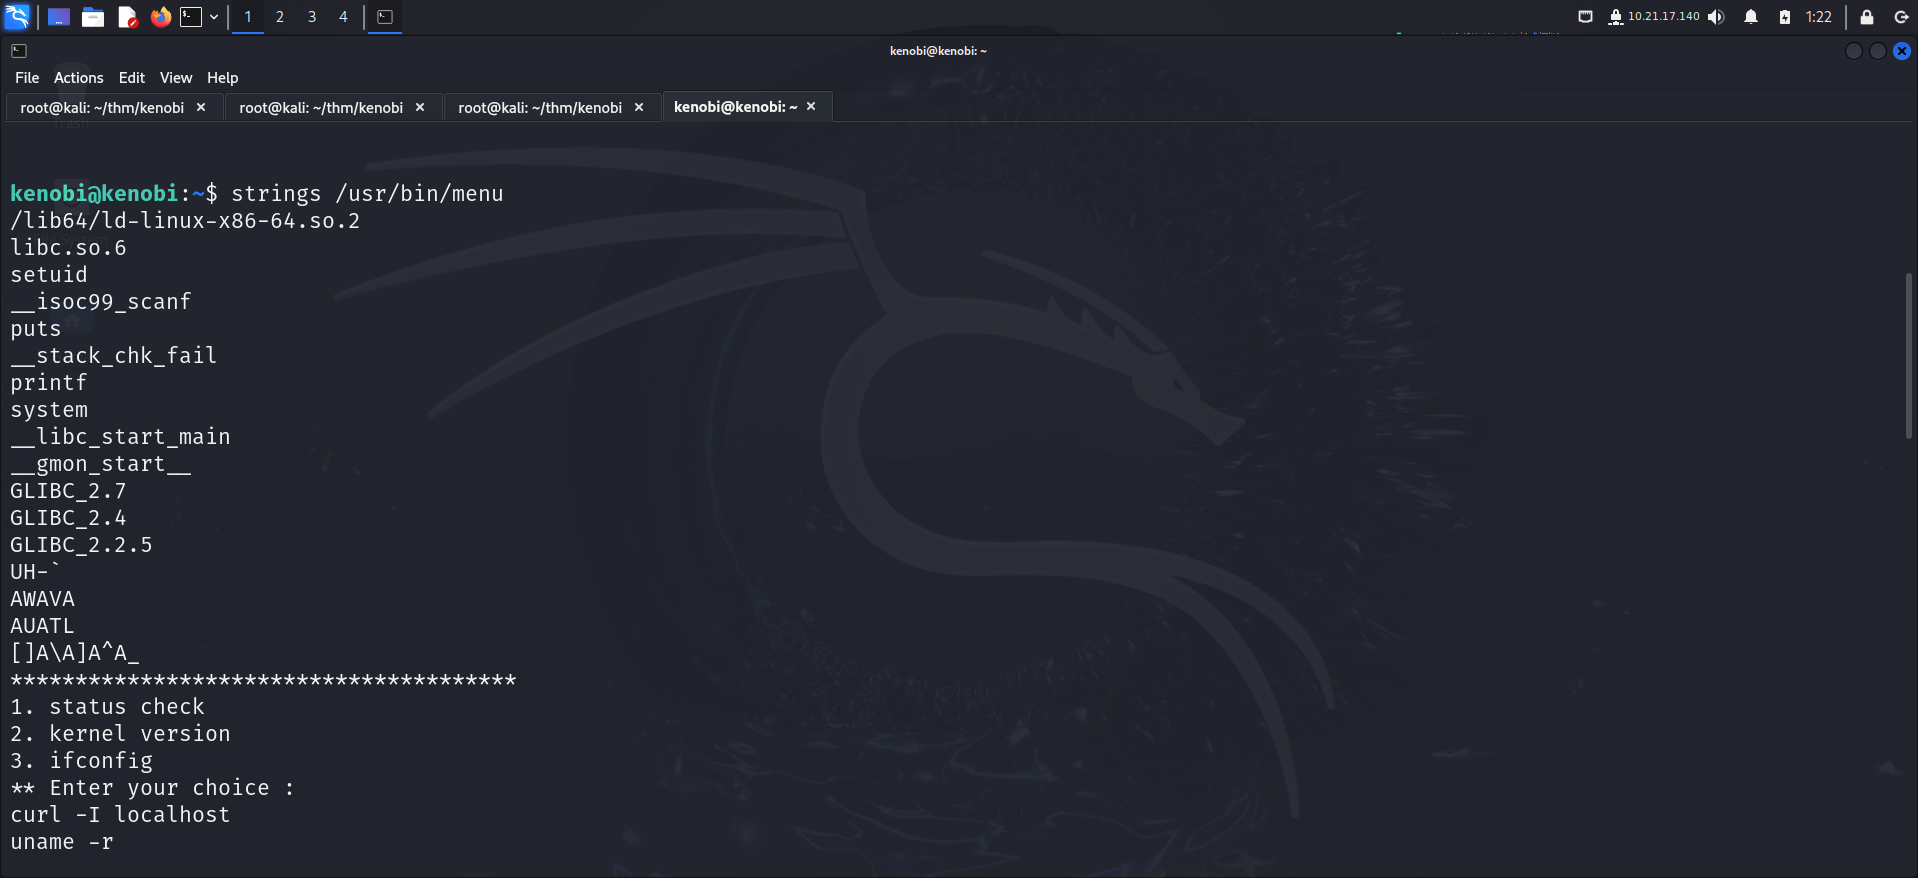 1 2 3 4 10.21.17.140 1:22
kenobi@kenobi: ~
File Actions Edit View Help
root@kali: ~/thm/kenobi × root@kali: ~/thm/kenobi × root@kali: ~/thm/kenobi × kenobi@kenobi: ~ ×
Trash
kenobi@kenobi:~$ strings /usr/bin/menu
/lib64/ld-linux-x86-64.so.2
libc.so.6
setuid
__isoc99_scanf
puts
__stack_chk_fail
printf
system
__libc_start_main
__gmon_start__
GLIBC_2.7
GLIBC_2.4
GLIBC_2.2.5
UH-`
AWAVA
AUATL
[]A\A]A^A_
***************************************
1. status check
2. kernel version
3. ifconfig
** Enter your choice :
curl -I localhost
uname -r